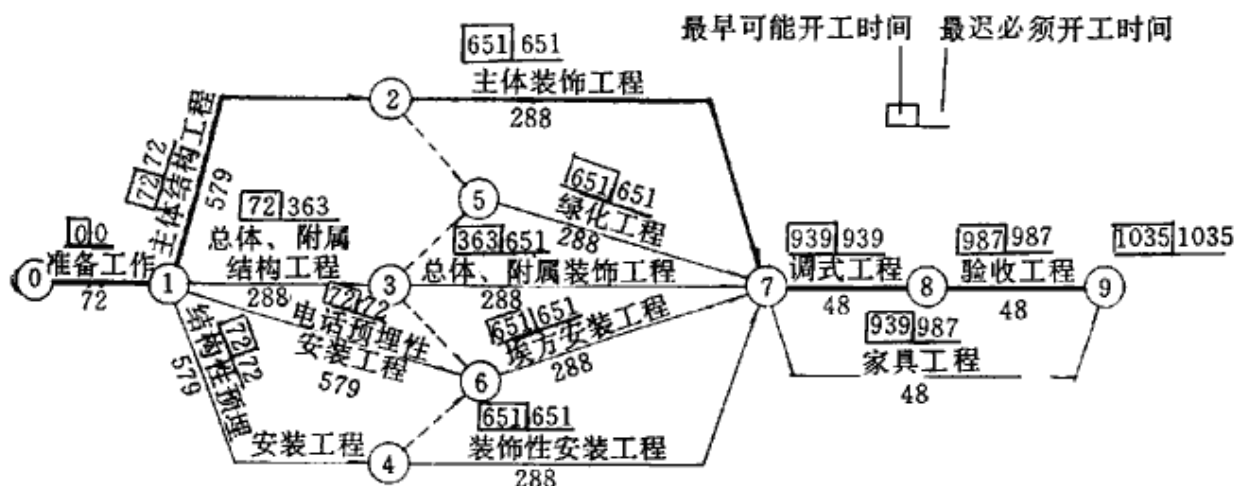 最早可能开工时间 最迟必须开工时间
651 651
主体装饰工程
288
2
72 72
主体结构工程
579
5
651 651
绿化工程
288
72 363
总体、附属
结构工程
288
3
363 651
总体、附属装饰工程
288
0 0
准备工作
72
0
1
7
939 939
调式工程
48
8
987 987
验收工程
48
9
1035 1035
72 72
电话预埋性
安装工程
579
6
651 651
埃方安装工程
288
939 987
家具工程
48
72 72
结构性预埋
579
安装工程
4
651 651
装饰性安装工程
288